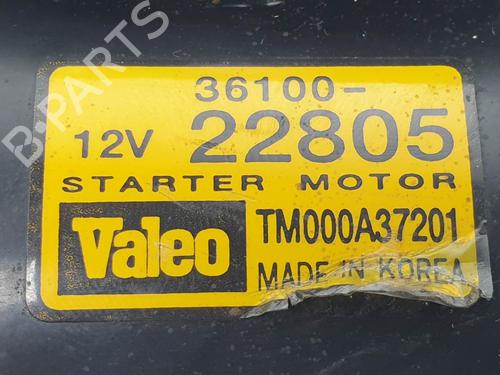 36100-
12V 22805
STARTER MOTOR
Valeo TM000A37201
MADE IN KOREA
B-PARTS